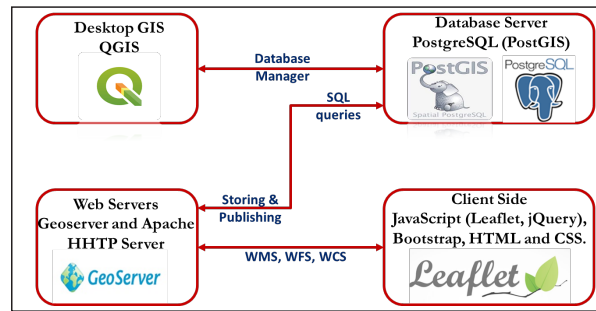 Desktop GIS
QGIS
Database
Manager
Database Server
PostgreSQL (PostGIS)
PostGIS
Spatial PostgreSQL
PostgreSQL
SQL
queries
Web Servers
Geoserver and Apache
HHTP Server
GeoServer
Storing &
Publishing
WMS, WFS, WCS
Client Side
JavaScript (Leaflet, jQuery),
Bootstrap, HTML and CSS.
Leaflet